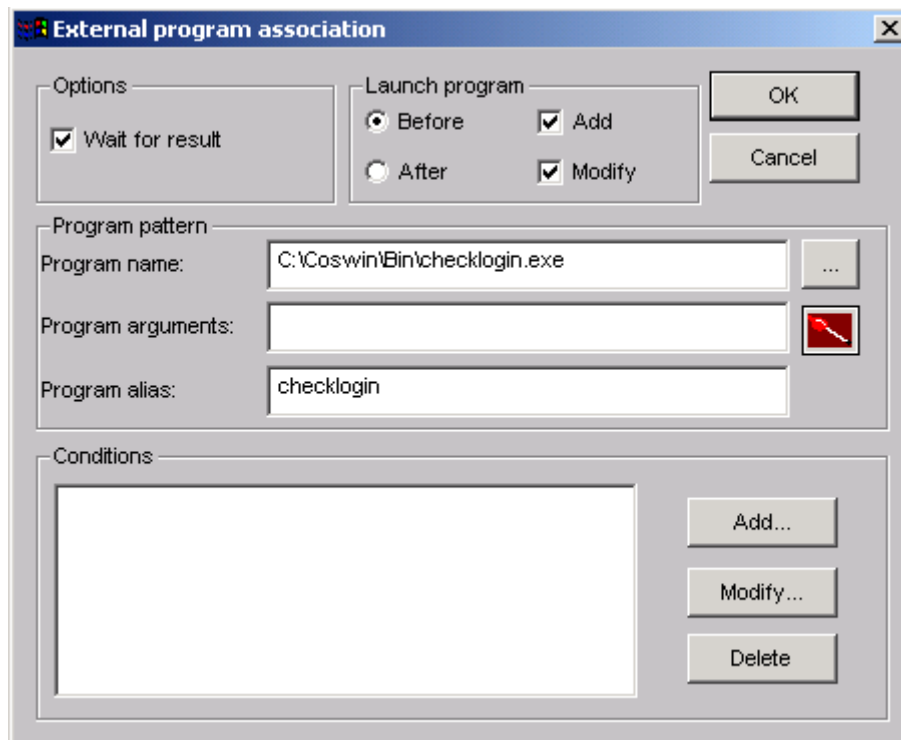 External program association
Options
Wait for result
Launch program
Before
Add
After
Modify
OK
Cancel
Program pattern
Program name:
C:\Coswin\Bin\checklogin.exe
...
Program arguments:
Program alias:
checklogin
Conditions
Add...
Modify...
Delete